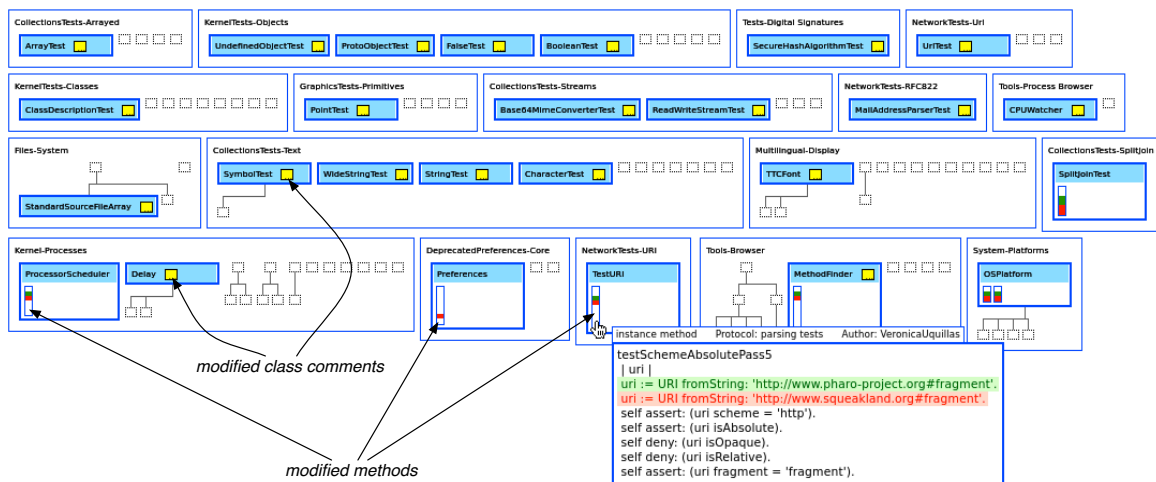 CollectionsTests-Arrayed
ArrayTest
KernelTests-Objects
UndefinedObjectTest
ProtoObjectTest
FalseTest
BooleanTest
Tests-Digital Signatures
SecureHashAlgorithmTest
NetworkTests-Url
UrlTest
KernelTests-Classes
ClassDescriptionTest
GraphicsTests-Primitives
PointTest
CollectionsTests-Streams
Base64MimeConverterTest
ReadWriteStreamTest
NetworkTests-RFC822
MailAddressParserTest
Tools-Process Browser
CPUWatcher
Files-System
StandardSourceFileArray
CollectionsTests-Text
SymbolTest
WideStringTest
StringTest
CharacterTest
Multilingual-Display
TTCFont
CollectionsTests-SplitJoin
SplitJoinTest
Kernel-Processes
ProcessorScheduler
Delay
DeprecatedPreferences-Core
Preferences
NetworkTests-URI
TestURI
Tools-Browser
MethodFinder
System-Platforms
OSPlatform
modified class comments
modified methods
instance method Protocol: parsing tests Author: VeronicaUquillas
testSchemeAbsolutePass5
| uri |
uri := URI fromString: 'http://www.pharo-project.org#fragment'.
uri := URI fromString: 'http://www.squeakland.org#fragment'.
self assert: (uri scheme = 'http').
self assert: (uri isAbsolute).
self deny: (uri isOpaque).
self deny: (uri isRelative).
self assert: (uri fragment = 'fragment').